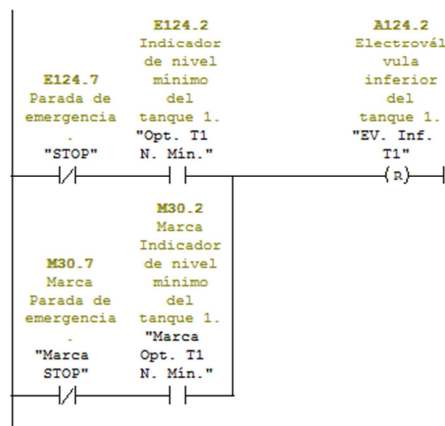 E124.2
Indicador
de nivel
mínimo
del
tanque 1.
"Opt. T1
N. Mín."
A124.2
Electrovál
vula
inferior
del
tanque 1.
"EV. Inf.
T1"
E124.7
Parada de
emergencia
.
"STOP"
R
M30.2
Marca
Indicador
de nivel
mínimo
del
tanque 1.
"Marca
Opt. T1
N. Mín."
M30.7
Marca
Parada de
emergencia
.
"Marca
STOP"